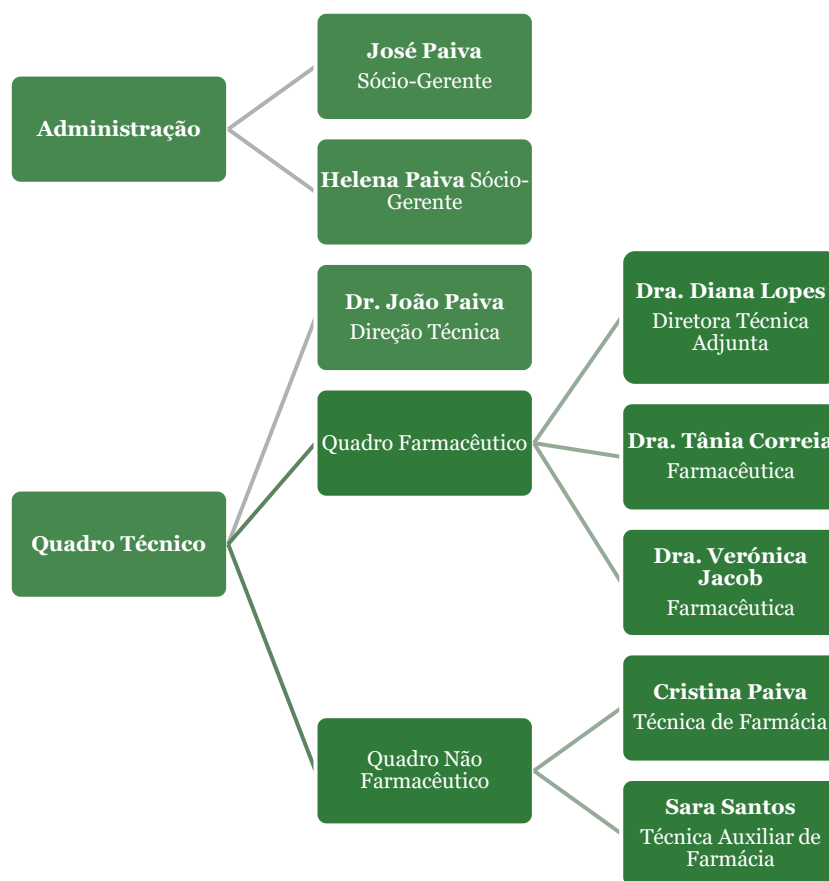 Administração
José Paiva
Sócio-Gerente
Helena Paiva Sócio-
Gerente
Quadro Técnico
Dr. João Paiva
Direção Técnica
Quadro Farmacêutico
Dra. Diana Lopes
Diretora Técnica
Adjunta
Dra. Tânia Correia
Farmacêutica
Dra. Verónica
Jacob
Farmacêutica
Quadro Não
Farmacêutico
Cristina Paiva
Técnica de Farmácia
Sara Santos
Técnica Auxiliar de
Farmácia